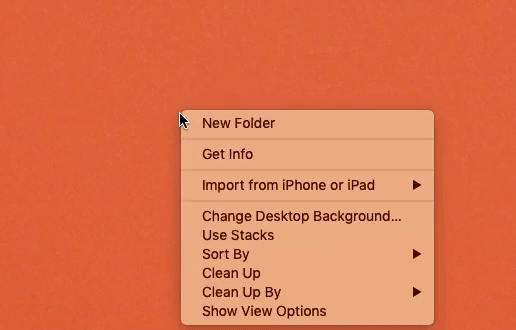 New Folder
Get Info
Import from iPhone or iPad
Change Desktop Background...
Use Stacks
Sort By
Clean Up
Clean Up By
Show View Options